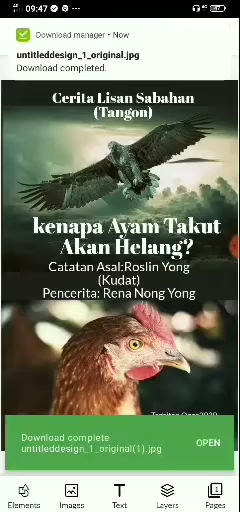 09:47
Download manager • Now
untitleddesign_1_original.jpg
Download completed.
Cerita Lisan Sabahan
(Tangon)
kenapa Ayam Takut
Akan Helang?
Catatan Asal:Roslin Yong
(Kudat)
Pencerita: Rena Nong Yong
Download complete
untitleddesign_1_original(1).jpg
OPEN
Elements
Images
Text
Layers
Pages